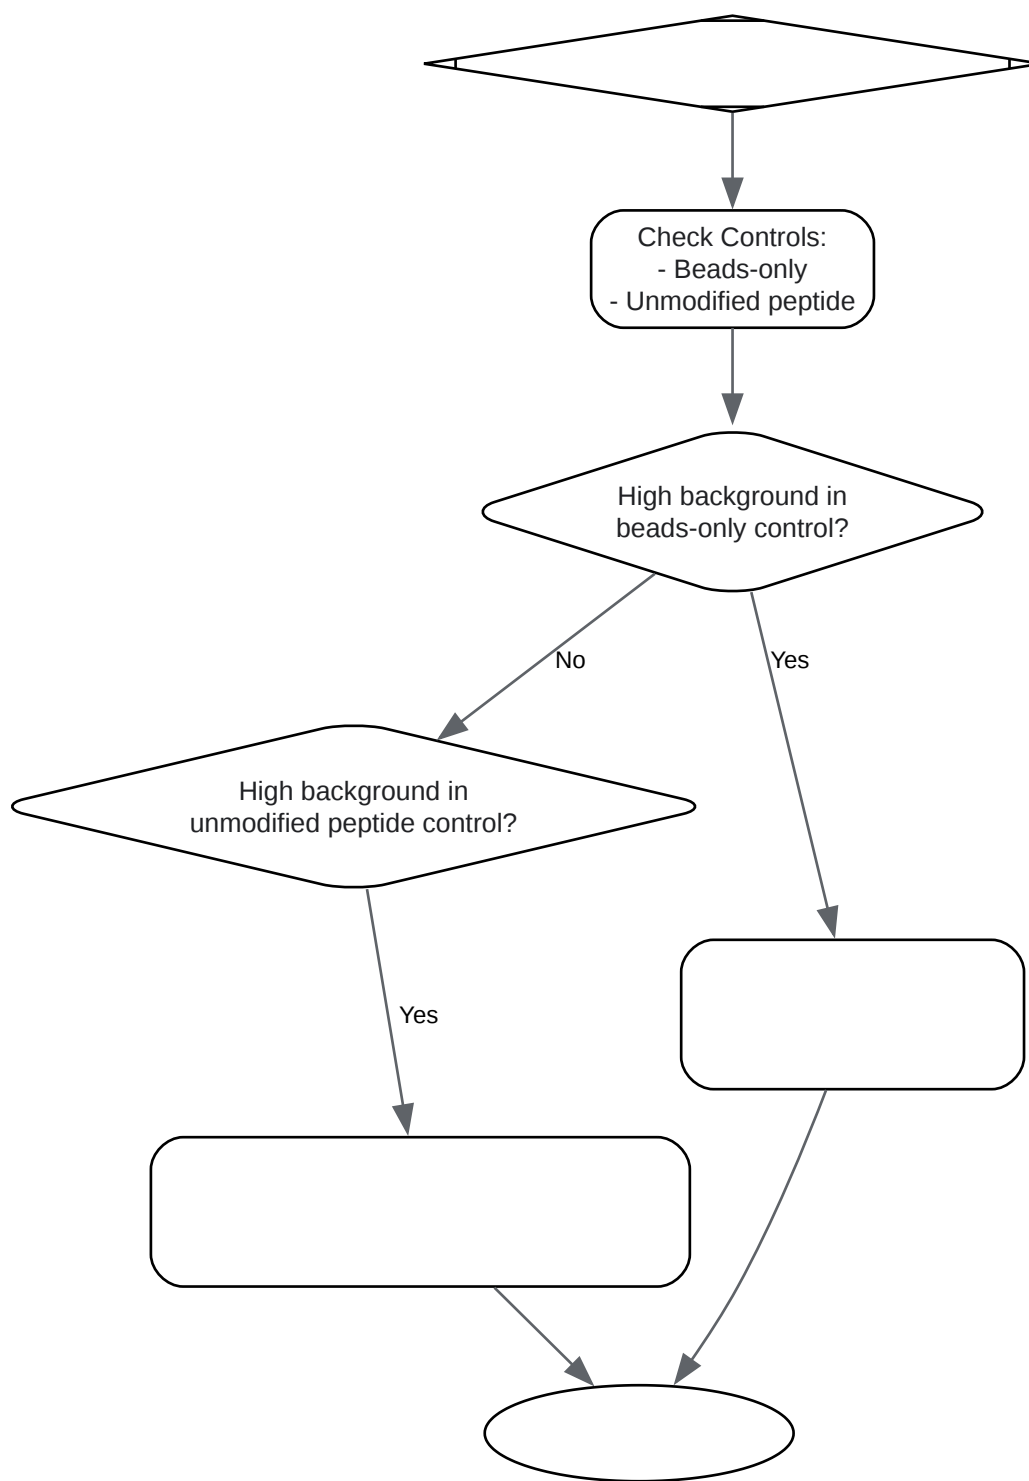 Check Controls:
- Beads-only
- Unmodified peptide
High background in
beads-only control?
No
Yes
High background in
unmodified peptide control?
Yes